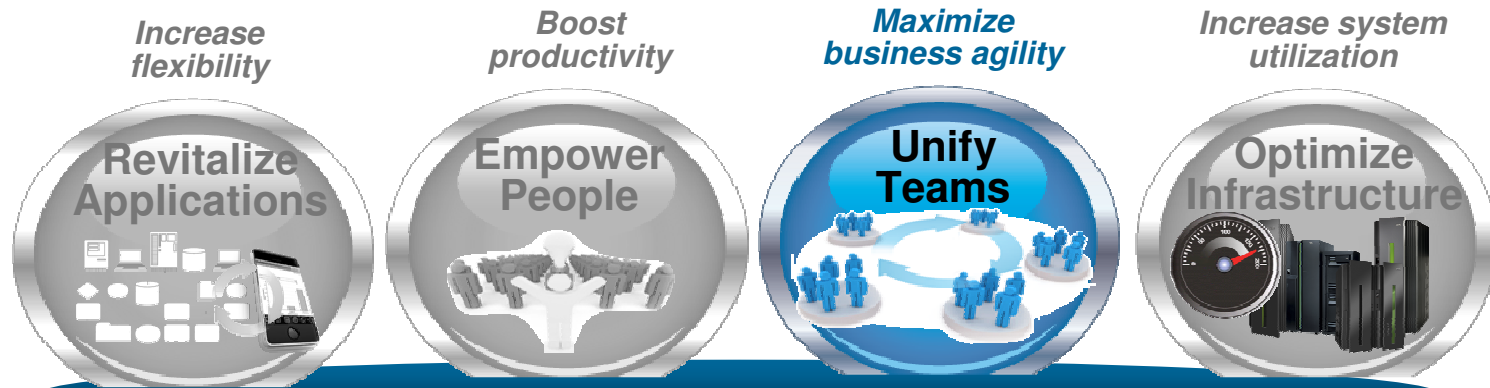 Increase
flexibility
Boost
productivity
Maximize
business agility
Increase system
utilization
Revitalize
Applications
Empower
People
Unify
Teams
Optimize
Infrastructure